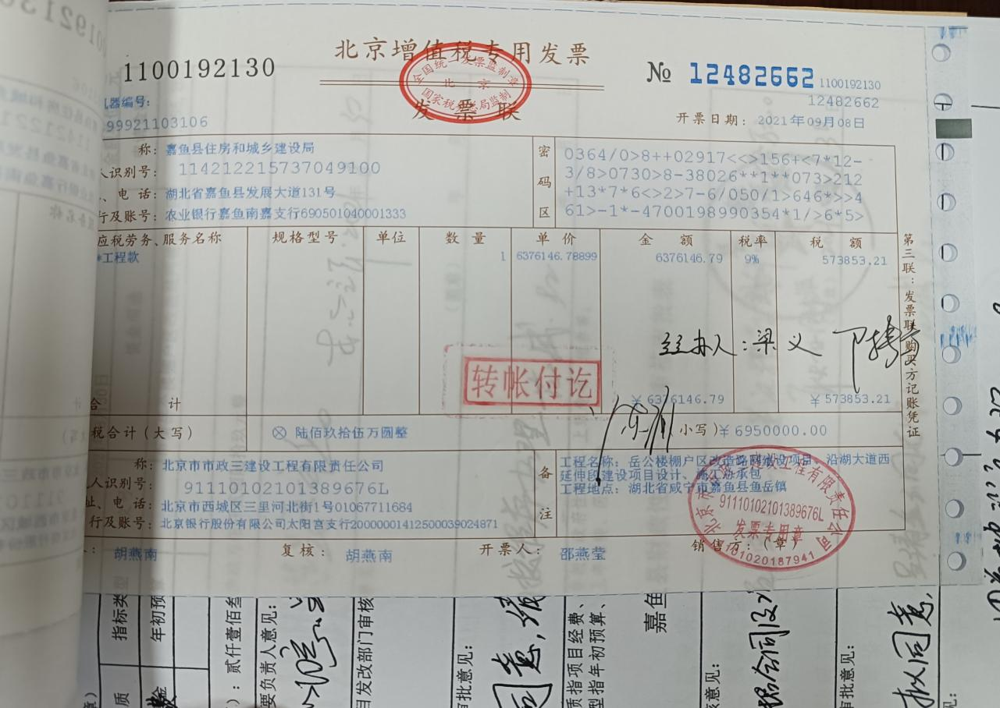 北京增值税专用发票
发票联
全国统一发票监制章
北京
国家税务总局监制
1100192130
№ 12482662
1100192130
12482662
机器编号:
99921103106
开票日期: 2021年09月08日
称: 嘉鱼县住房和城乡建设局
人识别号: 114212215737049100
、电话: 湖北省嘉鱼县发展大道131号
行及账号: 农业银行嘉鱼南嘉支行690501040001333
密码区
0364/0>8++02917<<>156+<7*12-
3/8>0730>8-38026**1**073>212
+13*7*6<>2>7-6/050/1>646*>>4
61>-1*-4700198990354*1/>6*5>
应税劳务、服务名称 规格型号 单位 数量 单价 金额 税率 税额
*工程款 1 6376146.78899 6376146.79 9% 573853.21
经办人:梁义
转帐付讫
合计 ¥6376146.79 ¥573853.21
税合计(大写) ⊗ 陆佰玖拾伍万圆整 小写)¥6950000.00
称: 北京市市政三建设工程有限责任公司
人识别号: 91110102101389676L
址、电话: 北京市西城区三里河北街1号01067711684
行及账号: 北京银行股份有限公司太阳宫支行20000001412500039024871
备注
工程名称: 岳公楼棚户区改造路网建设项目、沿湖大道西
延伸段建设项目设计、施工总承包
工程地点: 湖北省咸宁市嘉鱼县鱼岳镇
91110102101389676L
发票专用章
胡燕南 复核: 胡燕南 开票人: 邵燕莹 销售方:(章)
第三联:发票联 购买方记账凭证
指标类型
年初预
贰仟壹佰叁
要负责人意见:
目发改部门审核
审批意见:
同意,
质指项目经费、
型指年初预算、
嘉鱼
核意见:
审批意见:
拟同意,